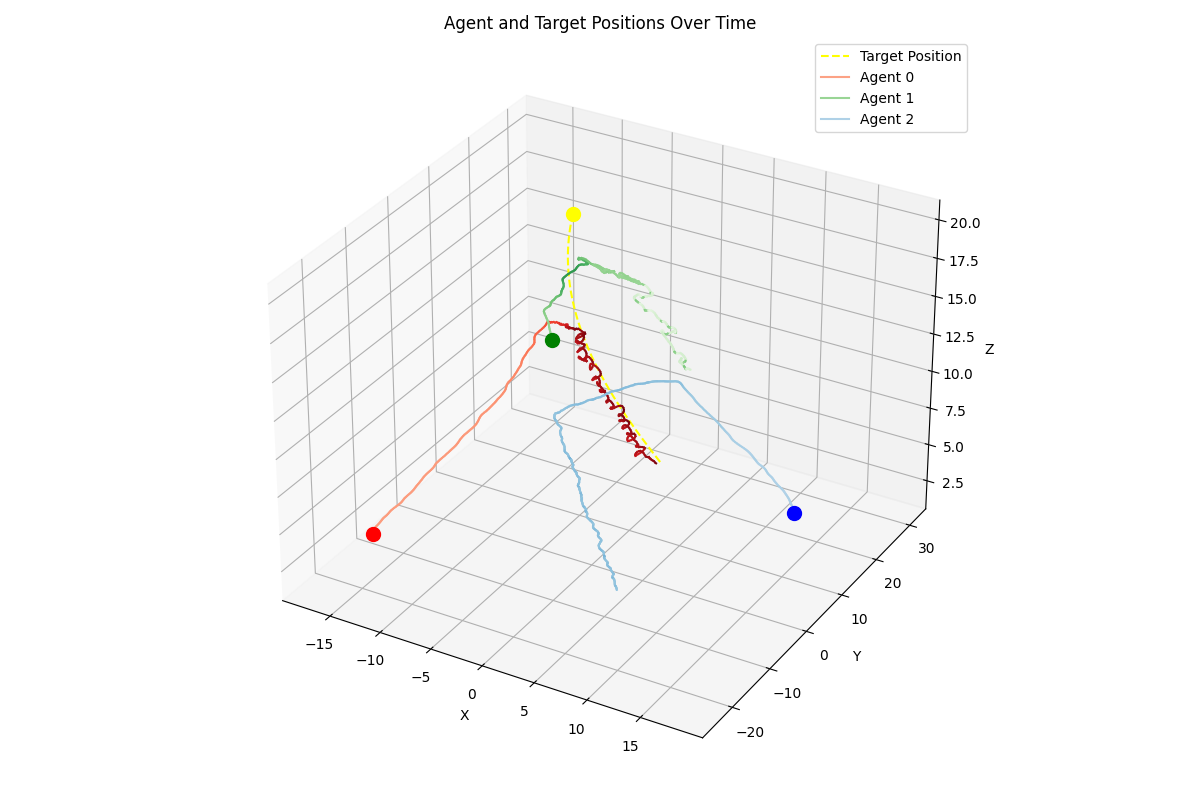 Agent and Target Positions Over Time
Target Position
Agent 0
Agent 1
Agent 2
20.0
17.5
15.0
12.5
10.0
7.5
5.0
2.5
Z
30
20
10
0
−10
−20
Y
−15
−10
−5
0
5
10
15
X